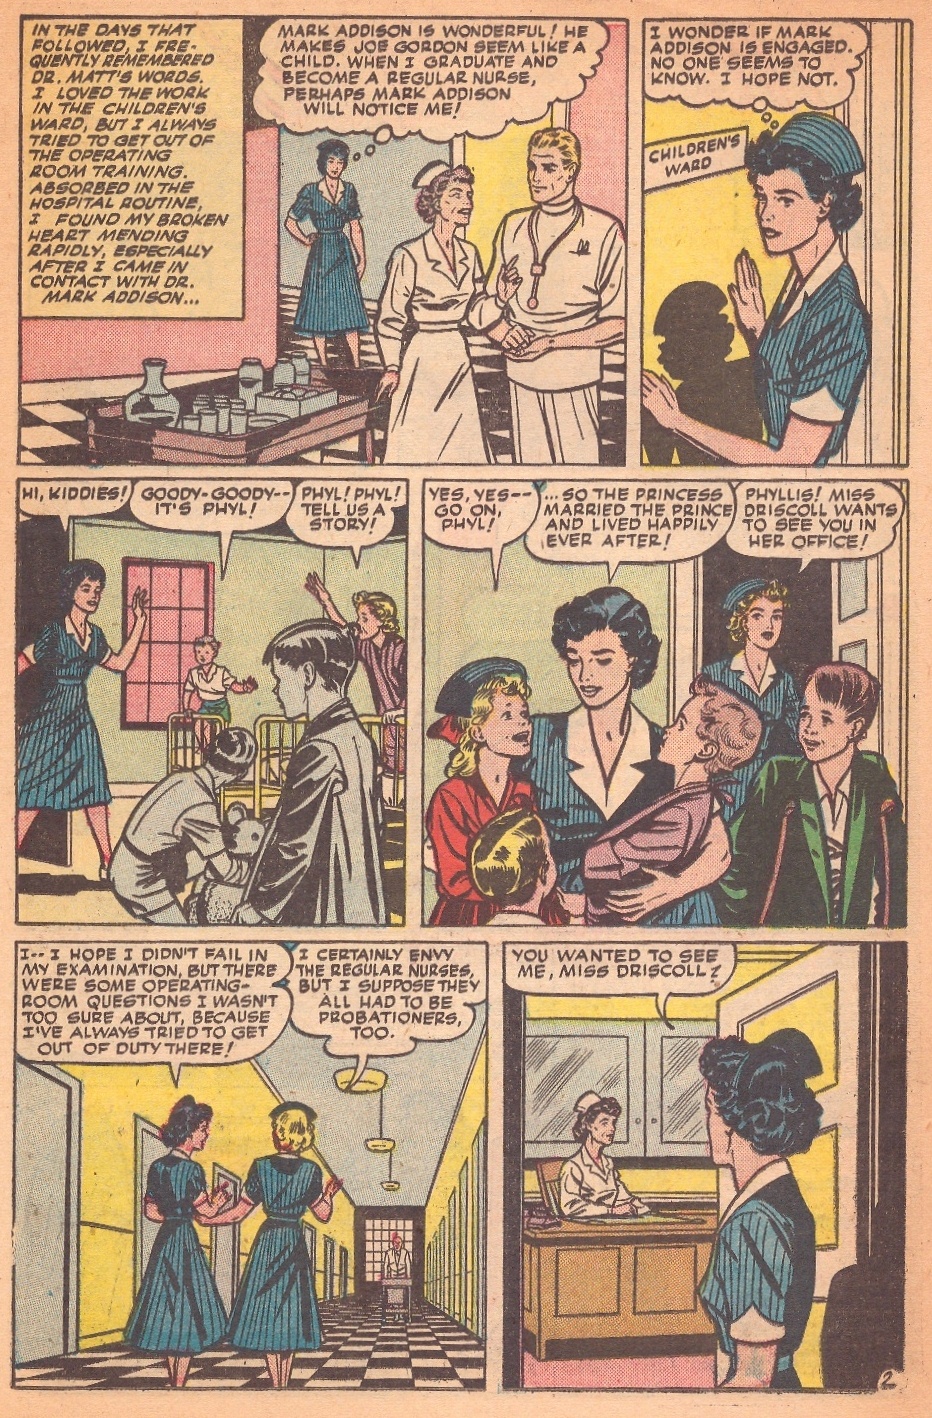 IN THE DAYS THAT
FOLLOWED, I FRE-
QUENTLY REMEMBERED
DR. MATT'S WORDS.
I LOVED THE WORK
IN THE CHILDREN'S
WARD, BUT I ALWAYS
TRIED TO GET OUT OF
THE OPERATING
ROOM TRAINING.
ABSORBED IN THE
HOSPITAL ROUTINE,
I FOUND MY BROKEN
HEART MENDING
RAPIDLY, ESPECIALLY
AFTER I CAME IN
CONTACT WITH DR.
MARK ADDISON...
MARK ADDISON IS WONDERFUL! HE
MAKES JOE GORDON SEEM LIKE A
CHILD. WHEN I GRADUATE AND
BECOME A REGULAR NURSE,
PERHAPS MARK ADDISON
WILL NOTICE ME!
I WONDER IF MARK
ADDISON IS ENGAGED.
NO ONE SEEMS TO
KNOW. I HOPE NOT.
CHILDREN'S
WARD
HI, KIDDIES!
GOODY-GOODY--
IT'S PHYL!
PHYL! PHYL!
TELL US A
STORY!
YES, YES--
GO ON,
PHYL!
...SO THE PRINCESS
MARRIED THE PRINCE
AND LIVED HAPPILY
EVER AFTER!
PHYLLIS! MISS
DRISCOLL WANTS
TO SEE YOU IN
HER OFFICE!
I-- I HOPE I DIDN'T FAIL IN
MY EXAMINATION, BUT THERE
WERE SOME OPERATING-
ROOM QUESTIONS I WASN'T
TOO SURE ABOUT, BECAUSE
I'VE ALWAYS TRIED TO GET
OUT OF DUTY THERE!
I CERTAINLY ENVY
THE REGULAR NURSES,
BUT I SUPPOSE THEY
ALL HAD TO BE
PROBATIONERS,
TOO.
YOU WANTED TO SEE
ME, MISS DRISCOLL?
2